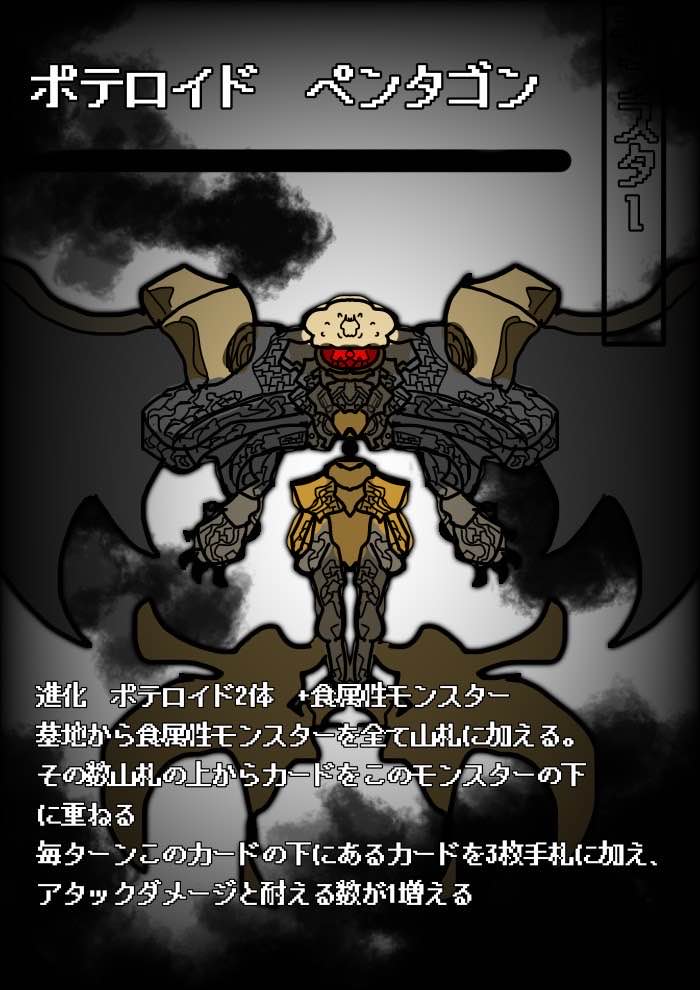 ポテロイド　ペンタゴン
スター
進化　ポテロイド2体　+食属性モンスター
墓地から食属性モンスターを全て山札に加える。
その数山札の上からカードをこのモンスターの下
に重ねる
毎ターンこのカードの下にあるカードを3枚手札に加え、
アタックダメージと耐える数が1増える